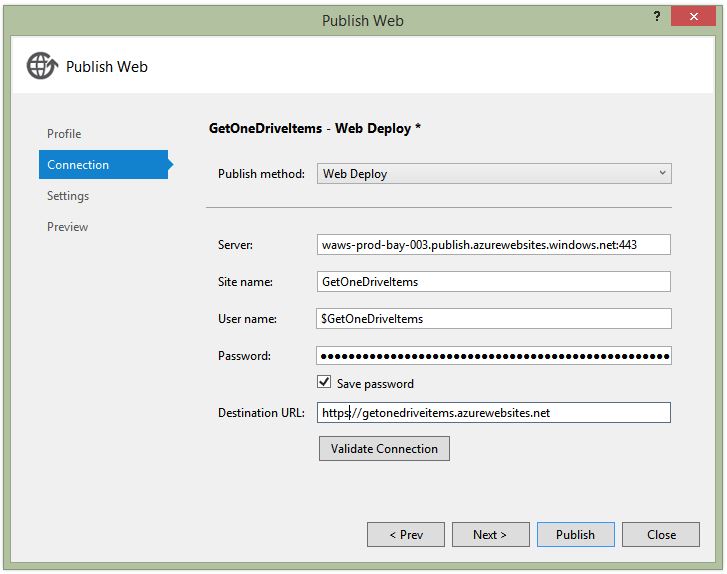 Publish Web
?
Publish Web
Profile
Connection
Settings
Preview
GetOneDriveItems - Web Deploy *
Publish method: Web Deploy
Server: waws-prod-bay-003.publish.azurewebsites.windows.net:443
Site name: GetOneDriveItems
User name: $GetOneDriveItems
Password: ●●●●●●●●●●●●●●●●●●●●●●●●●●●●●●●●●●●●●●●●●●●●●●●●●●
Save password
Destination URL: https://getonedriveitems.azurewebsites.net
Validate Connection
< Prev Next > Publish Close